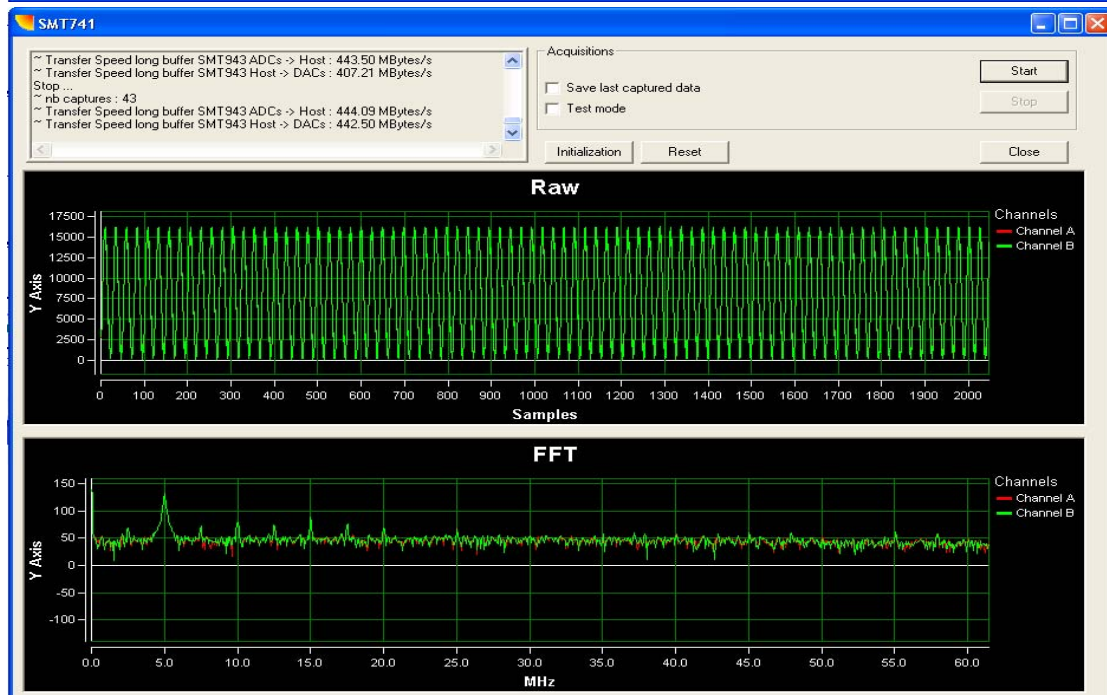 SMT741
~ Transfer Speed long buffer SMT943 ADCs -> Host : 443.50 MBytes/s
~ Transfer Speed long buffer SMT943 Host -> DACs : 407.21 MBytes/s
Stop ...
~ nb captures : 43
~ Transfer Speed long buffer SMT943 ADCs -> Host : 444.09 MBytes/s
~ Transfer Speed long buffer SMT943 Host -> DACs : 442.50 MBytes/s
Acquisitions
Save last captured data
Test mode
Start
Stop
Initialization
Reset
Close
Raw
17500
15000
12500
10000
7500
5000
2500
0
Y Axis
0 100 200 300 400 500 600 700 800 900 1000 1100 1200 1300 1400 1500 1600 1700 1800 1900 2000
Samples
Channels
Channel A
Channel B
FFT
150
100
50
0
-50
-100
Y Axis
0.0 5.0 10.0 15.0 20.0 25.0 30.0 35.0 40.0 45.0 50.0 55.0 60.0
MHz
Channels
Channel A
Channel B